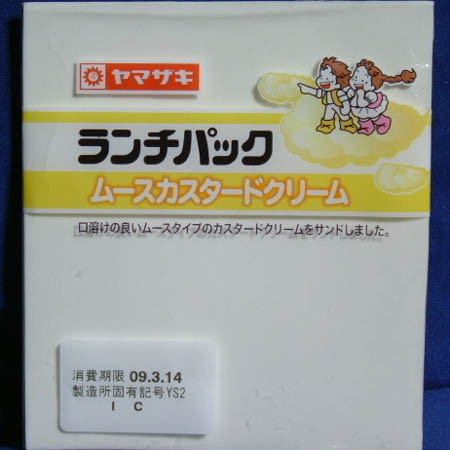 ヤマザキ
ランチパック
ムースカスタードクリーム
口溶けの良いムースタイプのカスタードクリームをサンドしました。
消費期限 09.3.14
製造所固有記号YS2
I C